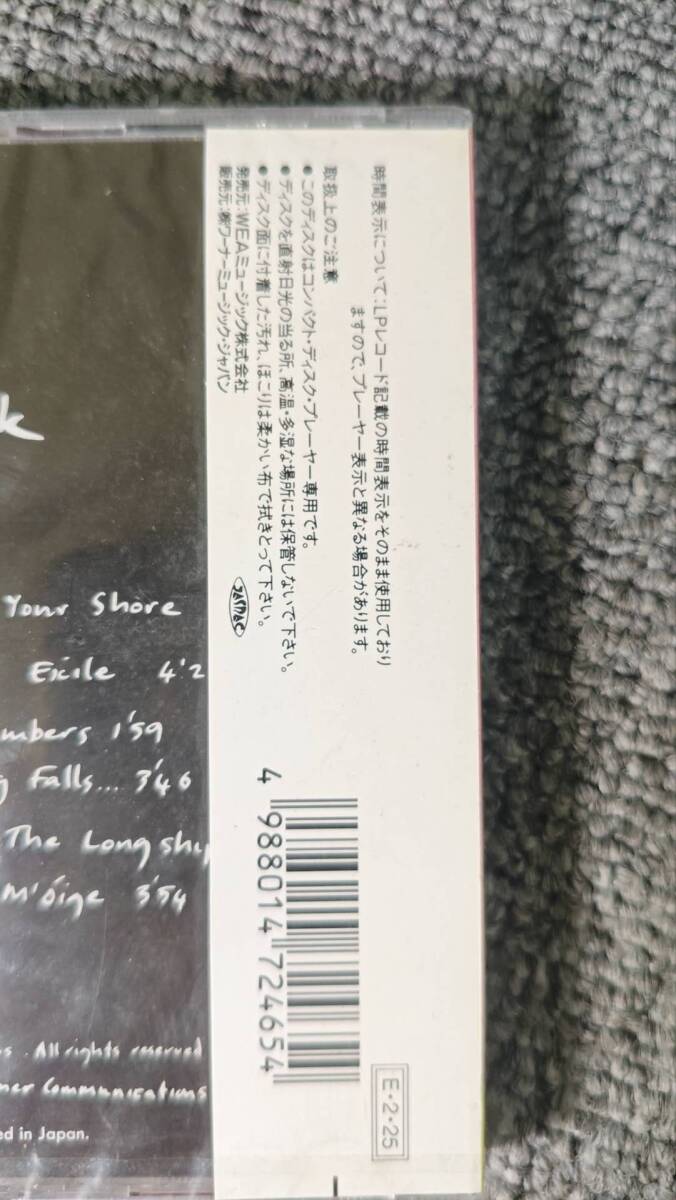 時間表示について:LPレコード記載の時間表示をそのまま使用しており
ますので、プレーヤー表示と異なる場合があります。
取扱上のご注意
●このディスクはコンパクト・ディスク・プレーヤー専用です。
●ディスクを直射日光の当る所、高温・多湿な場所には保管しないで下さい。
●ディスク面に付着した汚れ、ほこりは柔かい布で拭きとって下さい。
発売元:WEAミュージック株式会社
販売元:㈱ワーナーミュージック・ジャパン
JASRAC
4 988014 724654
E・2・25
k
Your Shore
Exile 4'2
mbers 1'59
g Falls... 3'46
The Longship
M'óige 3'54
s. All rights reserved
ner Communications
ed in Japan.